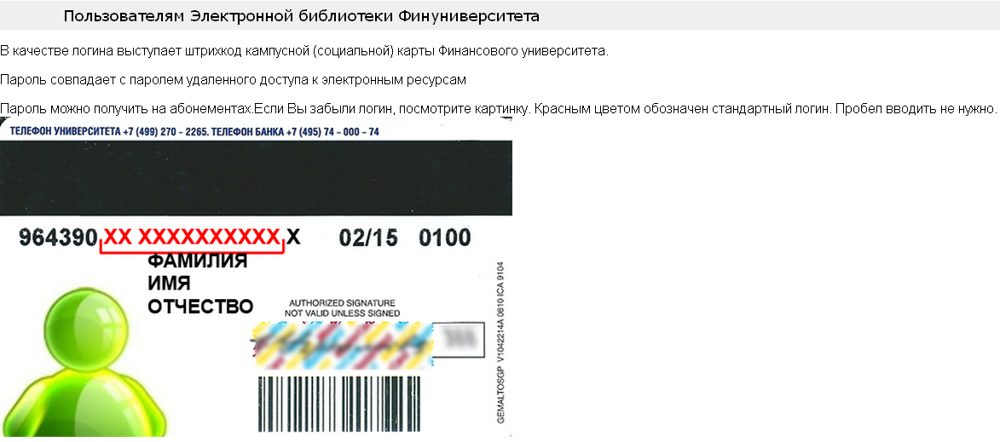 Пользователям Электронной библиотеки Финуниверситета
В качестве логина выступает штрихкод кампусной (социальной) карты Финансового университета.
Пароль совпадает с паролем удаленного доступа к электронным ресурсам
Пароль можно получить на абонементах.Если Вы забыли логин, посмотрите картинку. Красным цветом обозначен стандартный логин. Пробел вводить не нужно.
ТЕЛЕФОН УНИВЕРСИТЕТА +7 (499) 270 - 2265. ТЕЛЕФОН БАНКА +7 (495) 74 - 000 - 74
964390 XX XXXXXXXXXX X 02/15 0100
ФАМИЛИЯ
ИМЯ
ОТЧЕСТВО
AUTHORIZED SIGNATURE
NOT VALID UNLESS SIGNED
GEMALTOSGP V1042214A 0810 ICA 9104